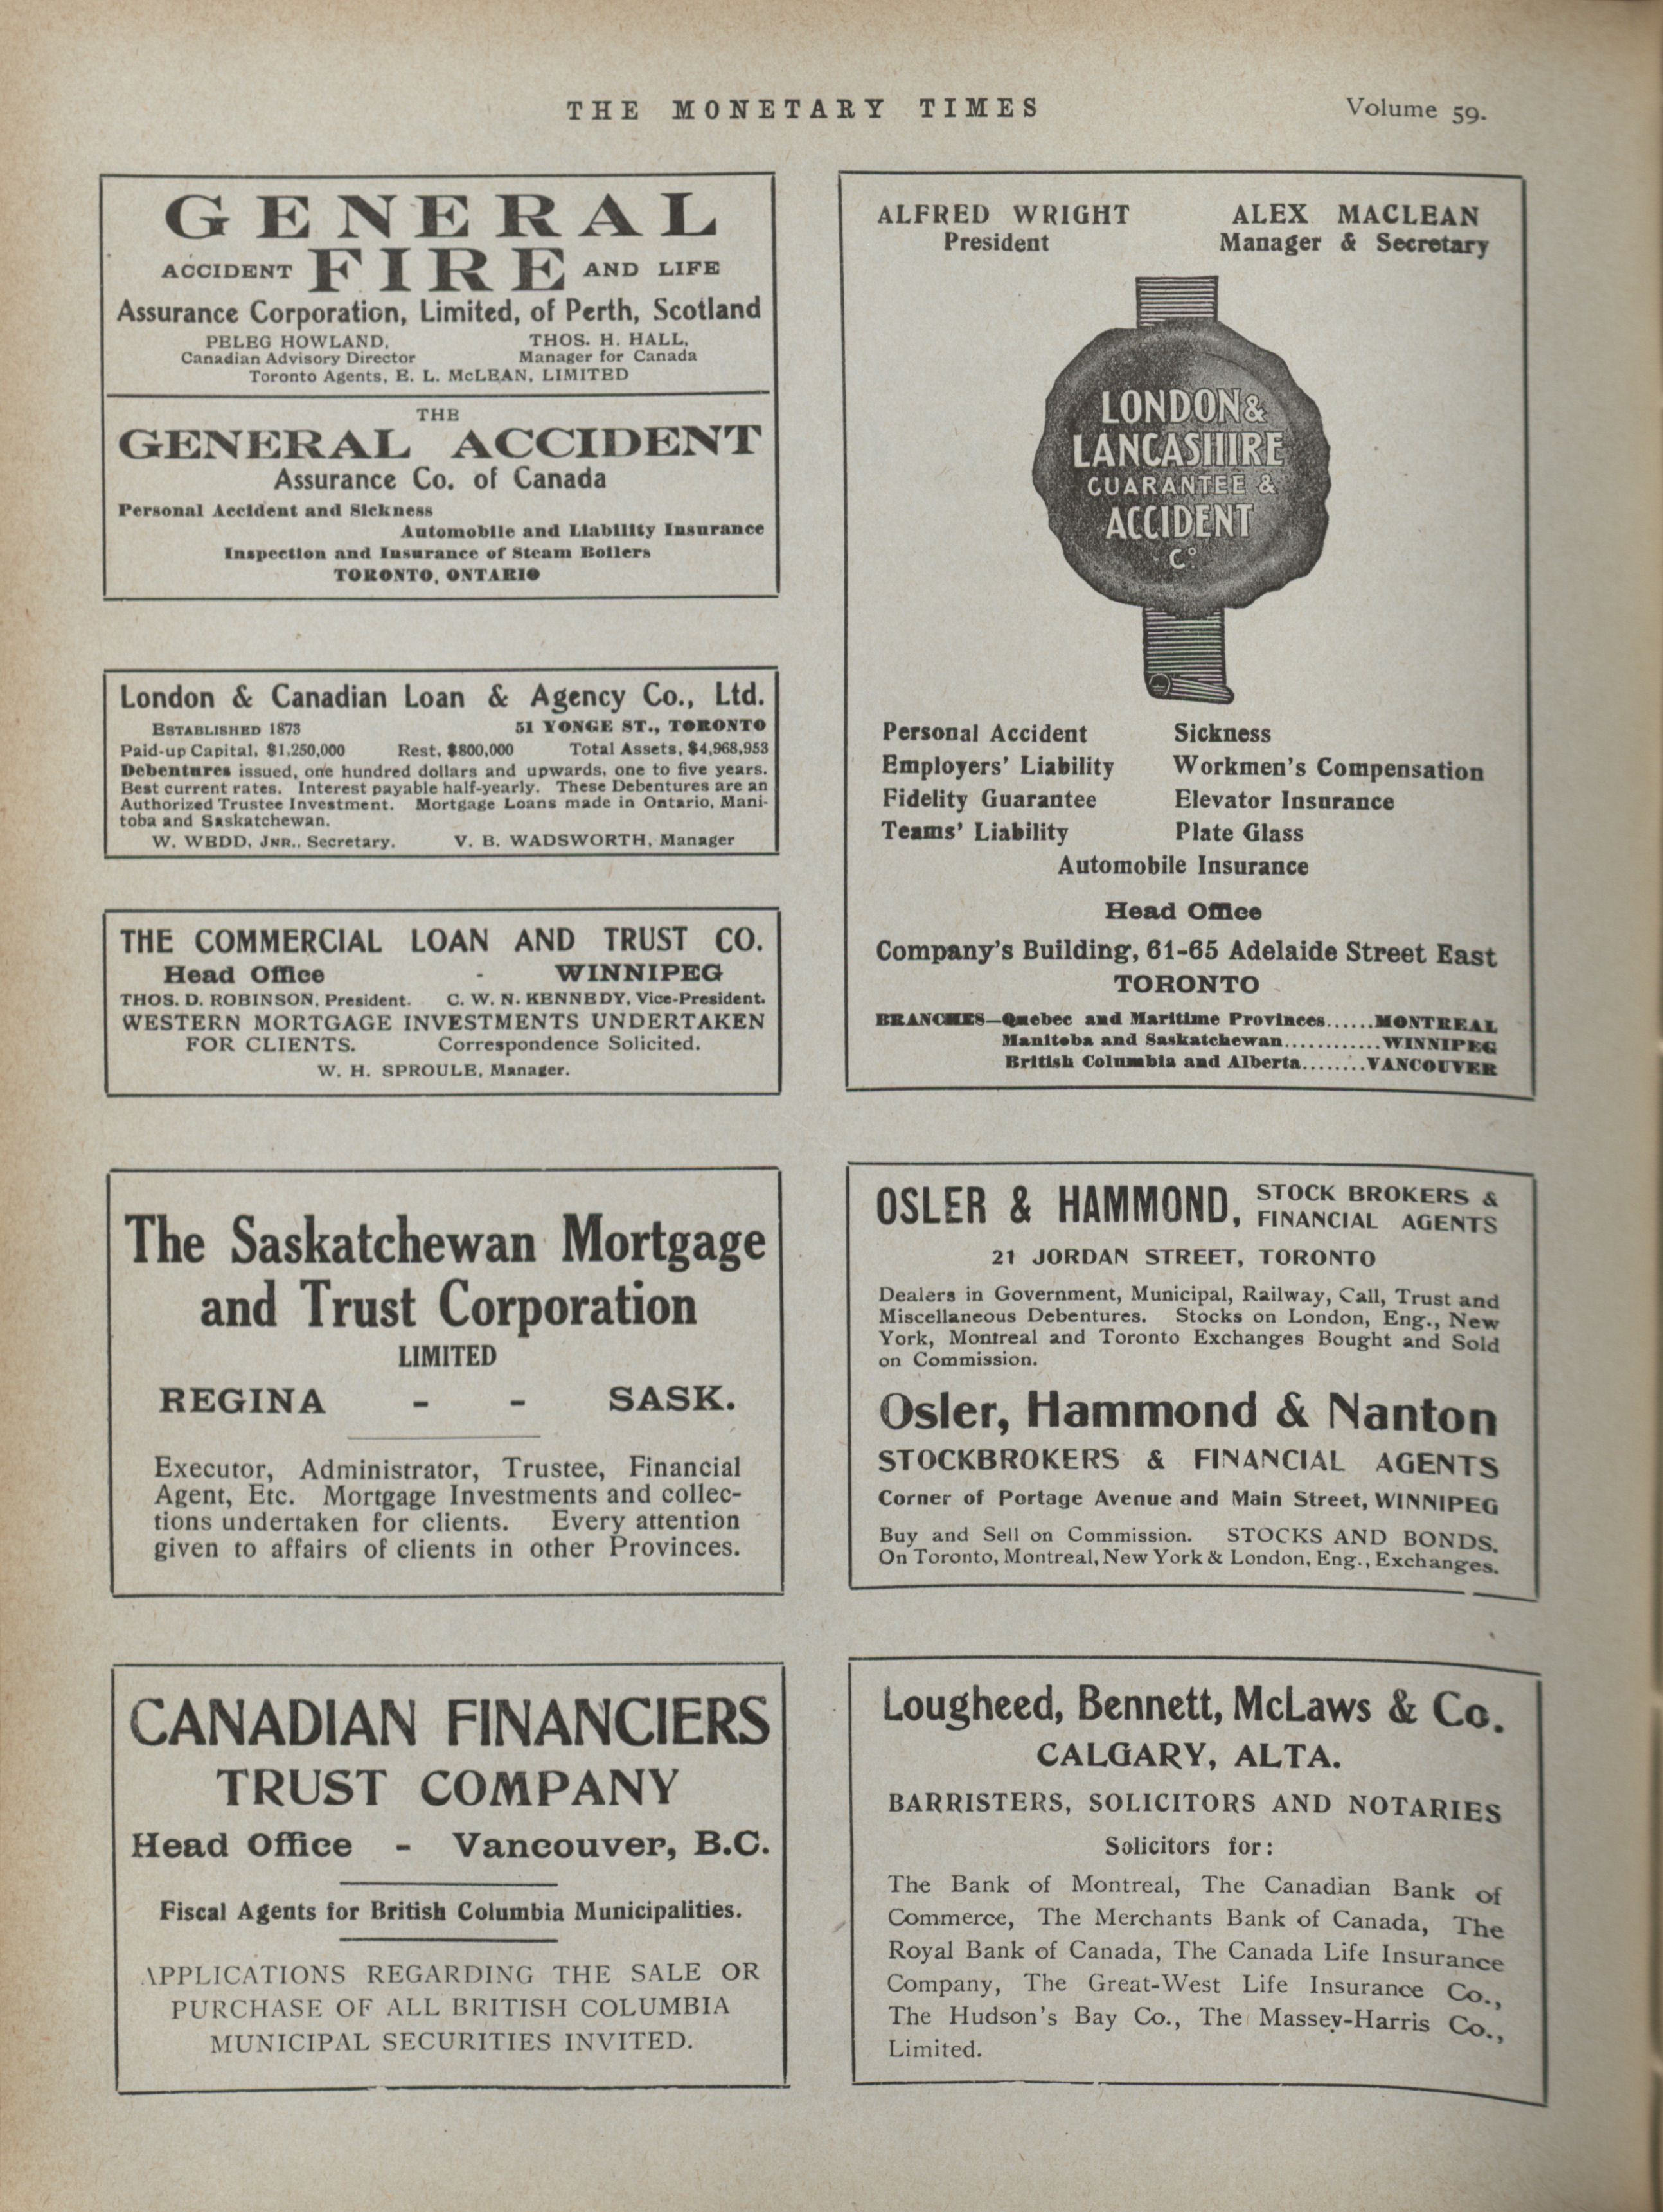 THE MONETARY TIMES
Volume 59.
GENERAL
ACCIDENT FIRE AND LIFE
Assurance Corporation, Limited, of Perth, Scotland
PELEG HOWLAND, THOS. H. HALL,
Canadian Advisory Director Manager for Canada
Toronto Agents, E. L. McLEAN, LIMITED
THE
GENERAL ACCIDENT
Assurance Co. of Canada
Personal Accident and Sickness
Automobile and Liability Insurance
Inspection and Insurance of Steam Boilers
TORONTO, ONTARIO
London & Canadian Loan & Agency Co., Ltd.
ESTABLISHED 1873 51 YONGE ST., TORONTO
Paid-up Capital, $1,250,000 Rest, $800,000 Total Assets, $4,968,953
Debentures issued, one hundred dollars and upwards, one to five years.
Best current rates. Interest payable half-yearly. These Debentures are an
Authorized Trustee Investment. Mortgage Loans made in Ontario, Mani-
toba and Saskatchewan.
W. WEDD, JNR., Secretary. V. B. WADSWORTH, Manager
THE COMMERCIAL LOAN AND TRUST CO.
Head Office - WINNIPEG
THOS. D. ROBINSON, President. C. W. N. KENNEDY, Vice-President.
WESTERN MORTGAGE INVESTMENTS UNDERTAKEN
FOR CLIENTS. Correspondence Solicited.
W. H. SPROULE, Manager.
The Saskatchewan Mortgage
and Trust Corporation
LIMITED
REGINA - - SASK.
Executor, Administrator, Trustee, Financial
Agent, Etc. Mortgage Investments and collec-
tions undertaken for clients. Every attention
given to affairs of clients in other Provinces.
CANADIAN FINANCIERS
TRUST COMPANY
Head Office - Vancouver, B.C.
Fiscal Agents for British Columbia Municipalities.
APPLICATIONS REGARDING THE SALE OR
PURCHASE OF ALL BRITISH COLUMBIA
MUNICIPAL SECURITIES INVITED.
ALFRED WRIGHT ALEX MACLEAN
President Manager & Secretary
LONDON &
LANCASHIRE
GUARANTEE &
ACCIDENT
Co.
Personal Accident Sickness
Employers' Liability Workmen's Compensation
Fidelity Guarantee Elevator Insurance
Teams' Liability Plate Glass
Automobile Insurance
Head Office
Company's Building, 61-65 Adelaide Street East
TORONTO
BRANCHES—Quebec and Maritime Provinces......MONTREAL
Manitoba and Saskatchewan............WINNIPEG
British Columbia and Alberta........VANCOUVER
OSLER & HAMMOND, STOCK BROKERS &
FINANCIAL AGENTS
21 JORDAN STREET, TORONTO
Dealers in Government, Municipal, Railway, Call, Trust and
Miscellaneous Debentures. Stocks on London, Eng., New
York, Montreal and Toronto Exchanges Bought and Sold
on Commission.
Osler, Hammond & Nanton
STOCKBROKERS & FINANCIAL AGENTS
Corner of Portage Avenue and Main Street, WINNIPEG
Buy and Sell on Commission. STOCKS AND BONDS.
On Toronto, Montreal, New York & London, Eng., Exchanges.
Lougheed, Bennett, McLaws & Co.
CALGARY, ALTA.
BARRISTERS, SOLICITORS AND NOTARIES
Solicitors for:
The Bank of Montreal, The Canadian Bank of
Commerce, The Merchants Bank of Canada, The
Royal Bank of Canada, The Canada Life Insurance
Company, The Great-West Life Insurance Co.,
The Hudson's Bay Co., The Massey-Harris Co.,
Limited.